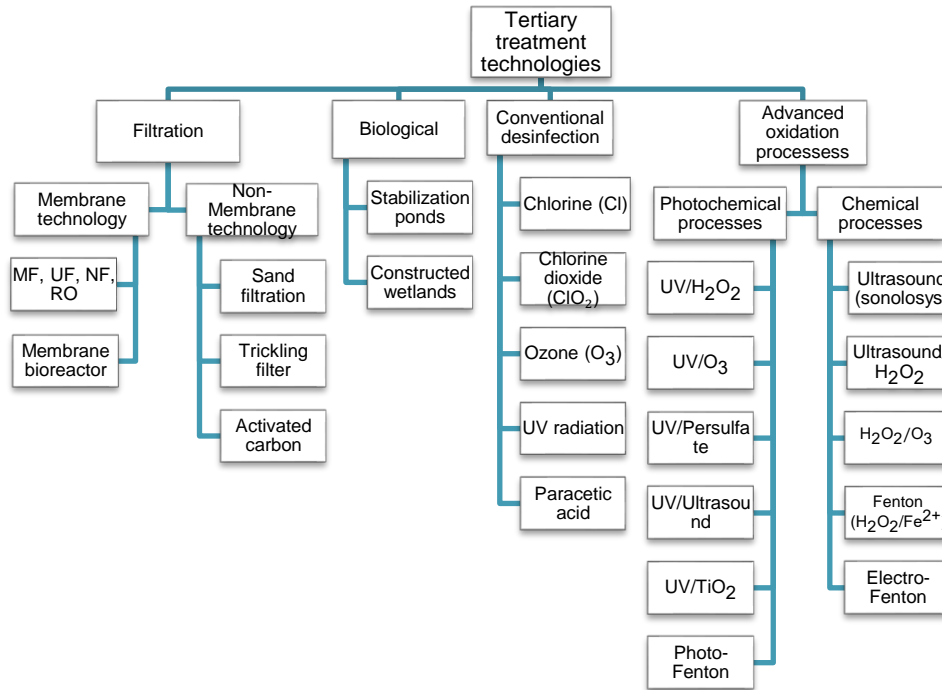 Tertiary
treatment
technologies
Filtration
Biological
Conventional
desinfection
Advanced
oxidation
processess
Membrane
technology
Non-
Membrane
technology
MF, UF, NF,
RO
Membrane
bioreactor
Sand
filtration
Trickling
filter
Activated
carbon
Stabilization
ponds
Constructed
wetlands
Chlorine (Cl)
Chlorine
dioxide
(ClO₂)
Ozone (O₃)
UV radiation
Paracetic
acid
Photochemical
processes
Chemical
processes
UV/H₂O₂
UV/O₃
UV/Persulfa
te
UV/Ultrasou
nd
UV/TiO₂
Photo-
Fenton
Ultrasound
(sonolosys
Ultrasound
H₂O₂
H₂O₂/O₃
Fenton
(H₂O₂/Fe²⁺
Electro-
Fenton